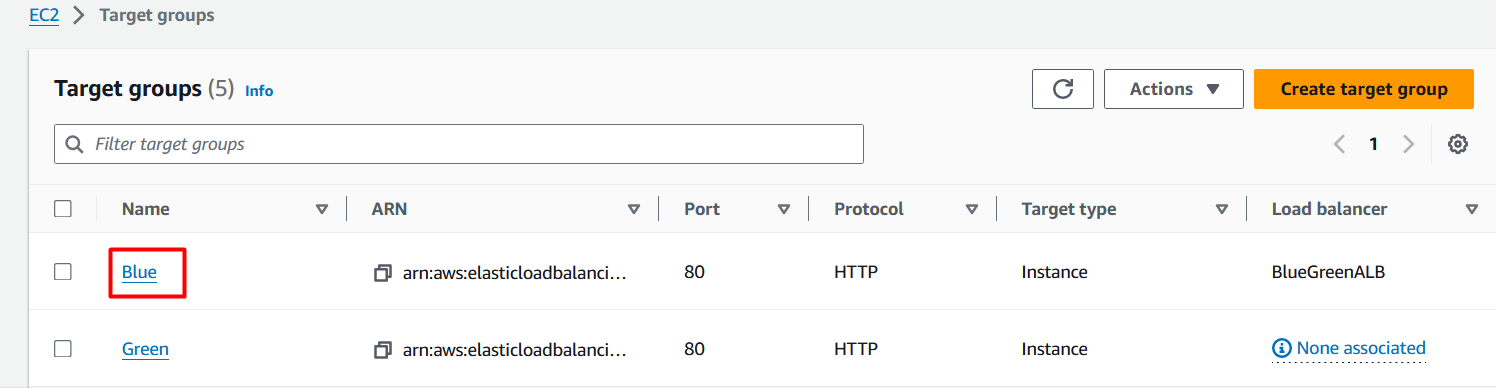 EC2 > Target groups
Target groups (5) Info
Actions
Create target group
Filter target groups
1
Name ARN Port Protocol Target type Load balancer
Blue arn:aws:elasticloadbalanci... 80 HTTP Instance BlueGreenALB
Green arn:aws:elasticloadbalanci... 80 HTTP Instance None associated